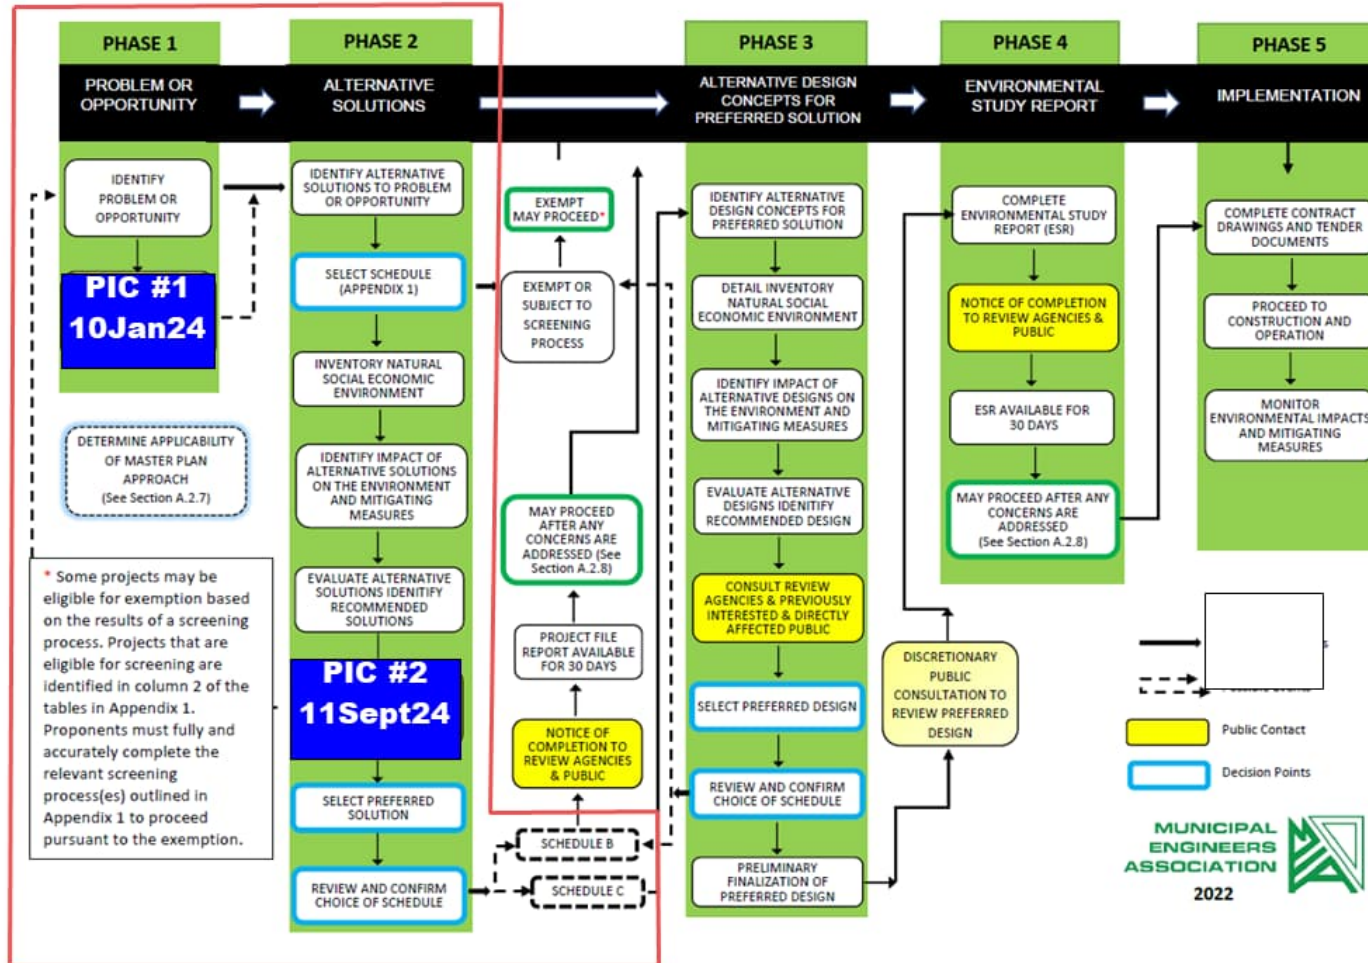 PHASE 1
PROBLEM OR
OPPORTUNITY
IDENTIFY
PROBLEM OR
OPPORTUNITY
PIC #1
10Jan24
DETERMINE APPLICABILITY
OF MASTER PLAN
APPROACH
(See Section A.2.7)
* Some projects may be
eligible for exemption based
on the results of a screening
process. Projects that are
eligible for screening are
identified in column 2 of the
tables in Appendix 1.
Proponents must fully and
accurately complete the
relevant screening
process(es) outlined in
Appendix 1 to proceed
pursuant to the exemption.
PHASE 2
ALTERNATIVE
SOLUTIONS
IDENTIFY ALTERNATIVE
SOLUTIONS TO PROBLEM
OR OPPORTUNITY
SELECT SCHEDULE
(APPENDIX 1)
INVENTORY NATURAL
SOCIAL ECONOMIC
ENVIRONMENT
IDENTIFY IMPACT OF
ALTERNATIVE SOLUTIONS
ON THE ENVIRONMENT
AND MITIGATING
MEASURES
EVALUATE ALTERNATIVE
SOLUTIONS IDENTIFY
RECOMMENDED
SOLUTIONS
PIC #2
11Sept24
SELECT PREFERRED
SOLUTION
REVIEW AND CONFIRM
CHOICE OF SCHEDULE
EXEMPT
MAY PROCEED*
EXEMPT OR
SUBJECT TO
SCREENING
PROCESS
MAY PROCEED
AFTER ANY
CONCERNS ARE
ADDRESSED (See
Section A.2.8)
PROJECT FILE
REPORT AVAILABLE
FOR 30 DAYS
NOTICE OF
COMPLETION TO
REVIEW AGENCIES
& PUBLIC
SCHEDULE B
SCHEDULE C
PHASE 3
ALTERNATIVE DESIGN
CONCEPTS FOR
PREFERRED SOLUTION
IDENTIFY ALTERNATIVE
DESIGN CONCEPTS FOR
PREFERRED SOLUTION
DETAIL INVENTORY
NATURAL SOCIAL
ECONOMIC ENVIRONMENT
IDENTIFY IMPACT OF
ALTERNATIVE DESIGNS ON
THE ENVIRONMENT AND
MITIGATING MEASURES
EVALUATE ALTERNATIVE
DESIGNS IDENITIFY
RECOMMENDED DESIGN
CONSULT REVIEW
AGENCIES & PREVIOUSLY
INTERESTED & DIRECTLY
AFFECTED PUBLIC
SELECT PREFERRED DESIGN
REVIEW AND CONFIRM
CHOICE OF SCHEDULE
PRELIMINARY
FINALIZATION OF
PREFERRED DESIGN
DISCRETIONARY
PUBLIC
CONSULTATION TO
REVIEW PREFERRED
DESIGN
PHASE 4
ENVIRONMENTAL
STUDY REPORT
COMPLETE
ENVIRONMENTAL STUDY
REPORT (ESR)
NOTICE OF COMPLETION
TO REVIEW AGENCIES &
PUBLIC
ESR AVAILABLE FOR
30 DAYS
MAY PROCEED AFTER ANY
CONCERNS ARE
ADDRESSED
(See Section A.2.8)
PHASE 5
IMPLEMENTATION
COMPLETE CONTRACT
DRAWINGS AND TENDER
DOCUMENTS
PROCEED TO
CONSTRUCTION AND
OPERATION
MONITOR
ENVIRONMENTAL IMPACTS
AND MITIGATING
MEASURES
Public Contact
Decision Points
MUNICIPAL
ENGINEERS
ASSOCIATION
2022